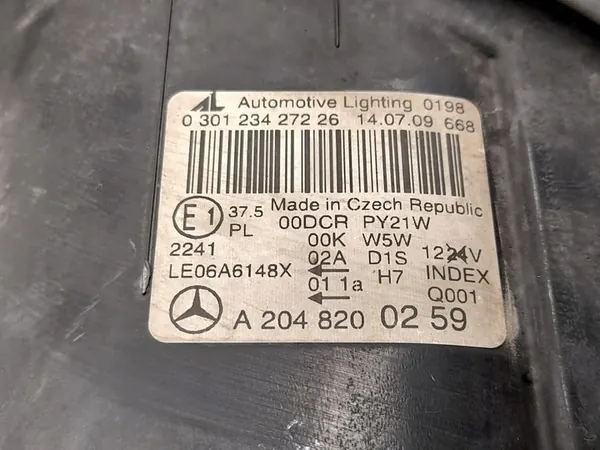 AL Automotive Lighting 0198
0 301 234 272 26 14.07.09 668
Made in Czech Republic
E1 37.5 00DCR PY21W
PL 00K W5W
2241 02A D1S 1224V
LE06A6148X 01 1a H7 INDEX
Q001
A 204 820 02 59